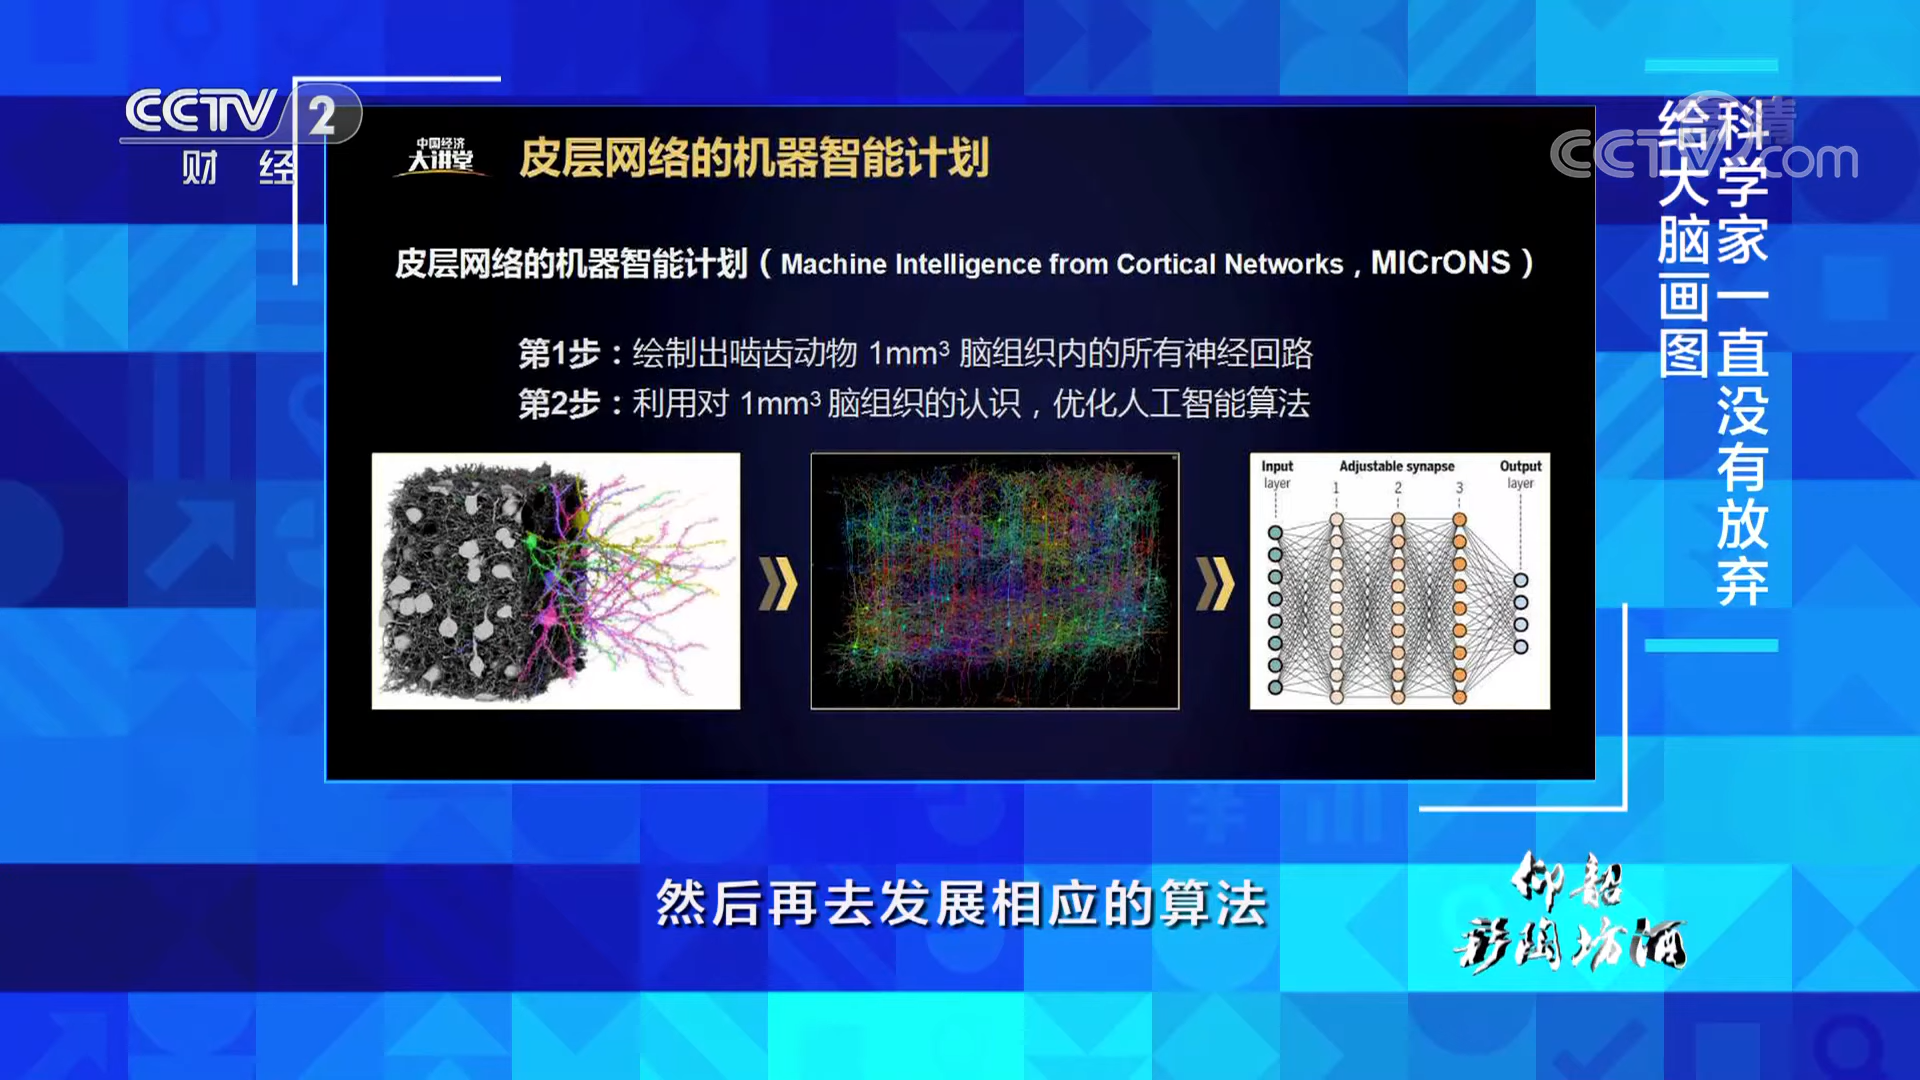 CCTV 2
财 经
CCTV.com
高清
中国经济
大讲堂
皮层网络的机器智能计划
皮层网络的机器智能计划（Machine Intelligence from Cortical Networks，MICrONS）
第1步：绘制出啮齿动物 1mm³ 脑组织内的所有神经回路
第2步：利用对 1mm³ 脑组织的认识，优化人工智能算法
Input
layer
Adjustable synapse
Output
layer
1 2 3
科学家一直没有放弃
给大脑画图
然后再去发展相应的算法
仰韶
彩陶坊酒